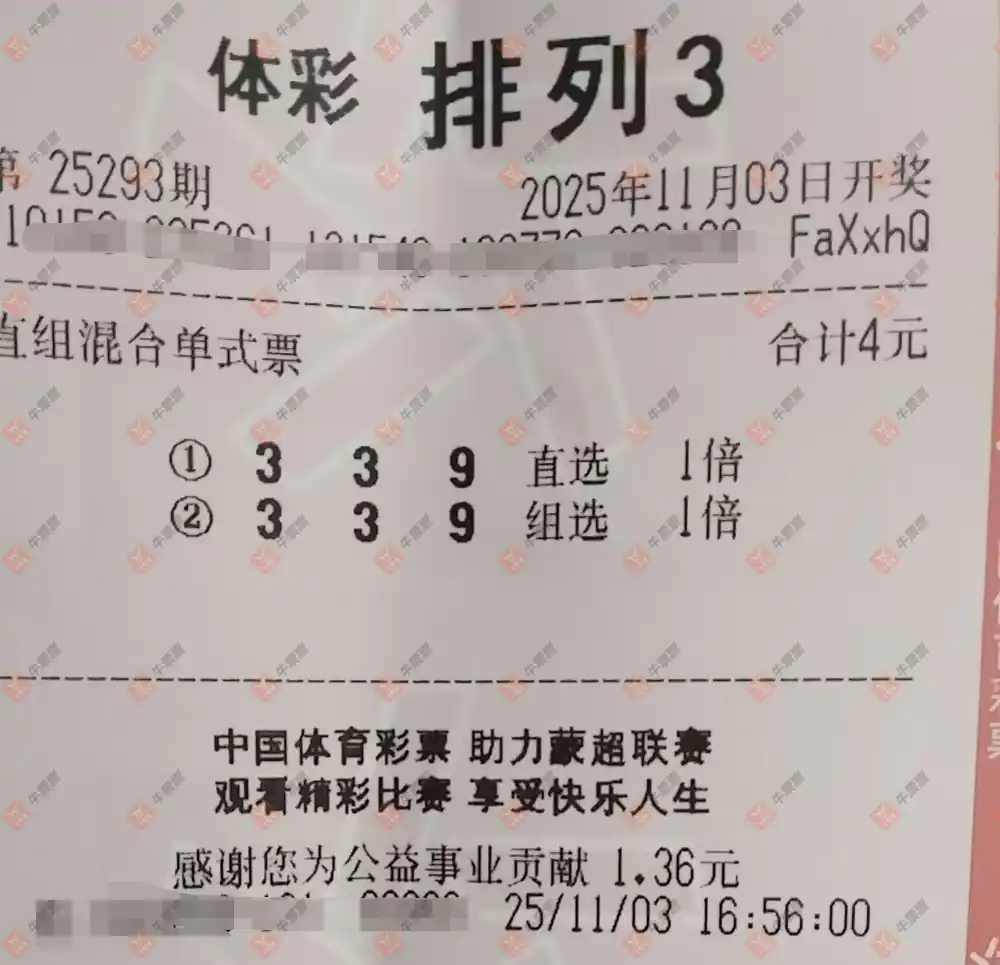 体彩 排列3
第 25293期 2025年11月03日开奖
FaXxhQ
直组混合单式票 合计4元
① 3 3 9 直选 1倍
② 3 3 9 组选 1倍
中国体育彩票 助力蒙超联赛
观看精彩比赛 享受快乐人生
感谢您为公益事业贡献 1.36元
25/11/03 16:56:00
牛票票